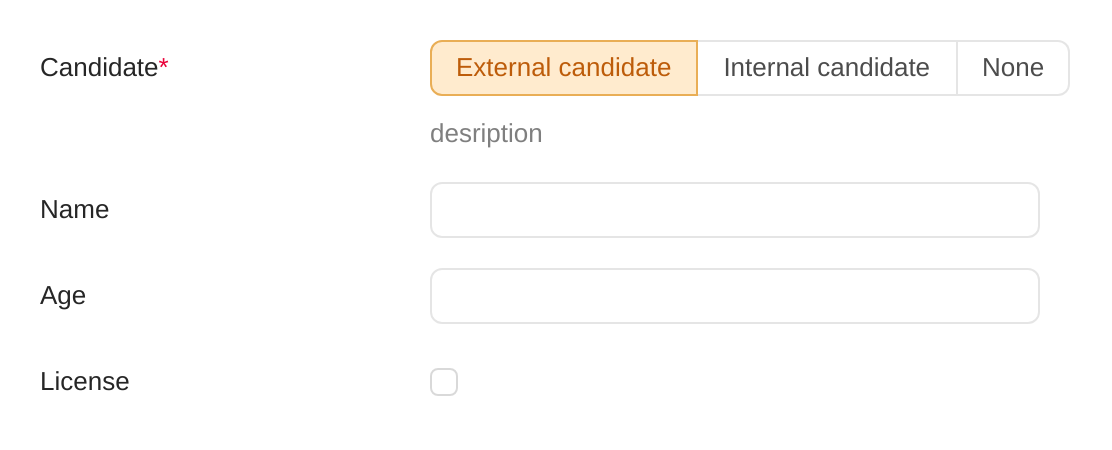 Candidate* External candidate Internal candidate None
desription
Name
Age
License